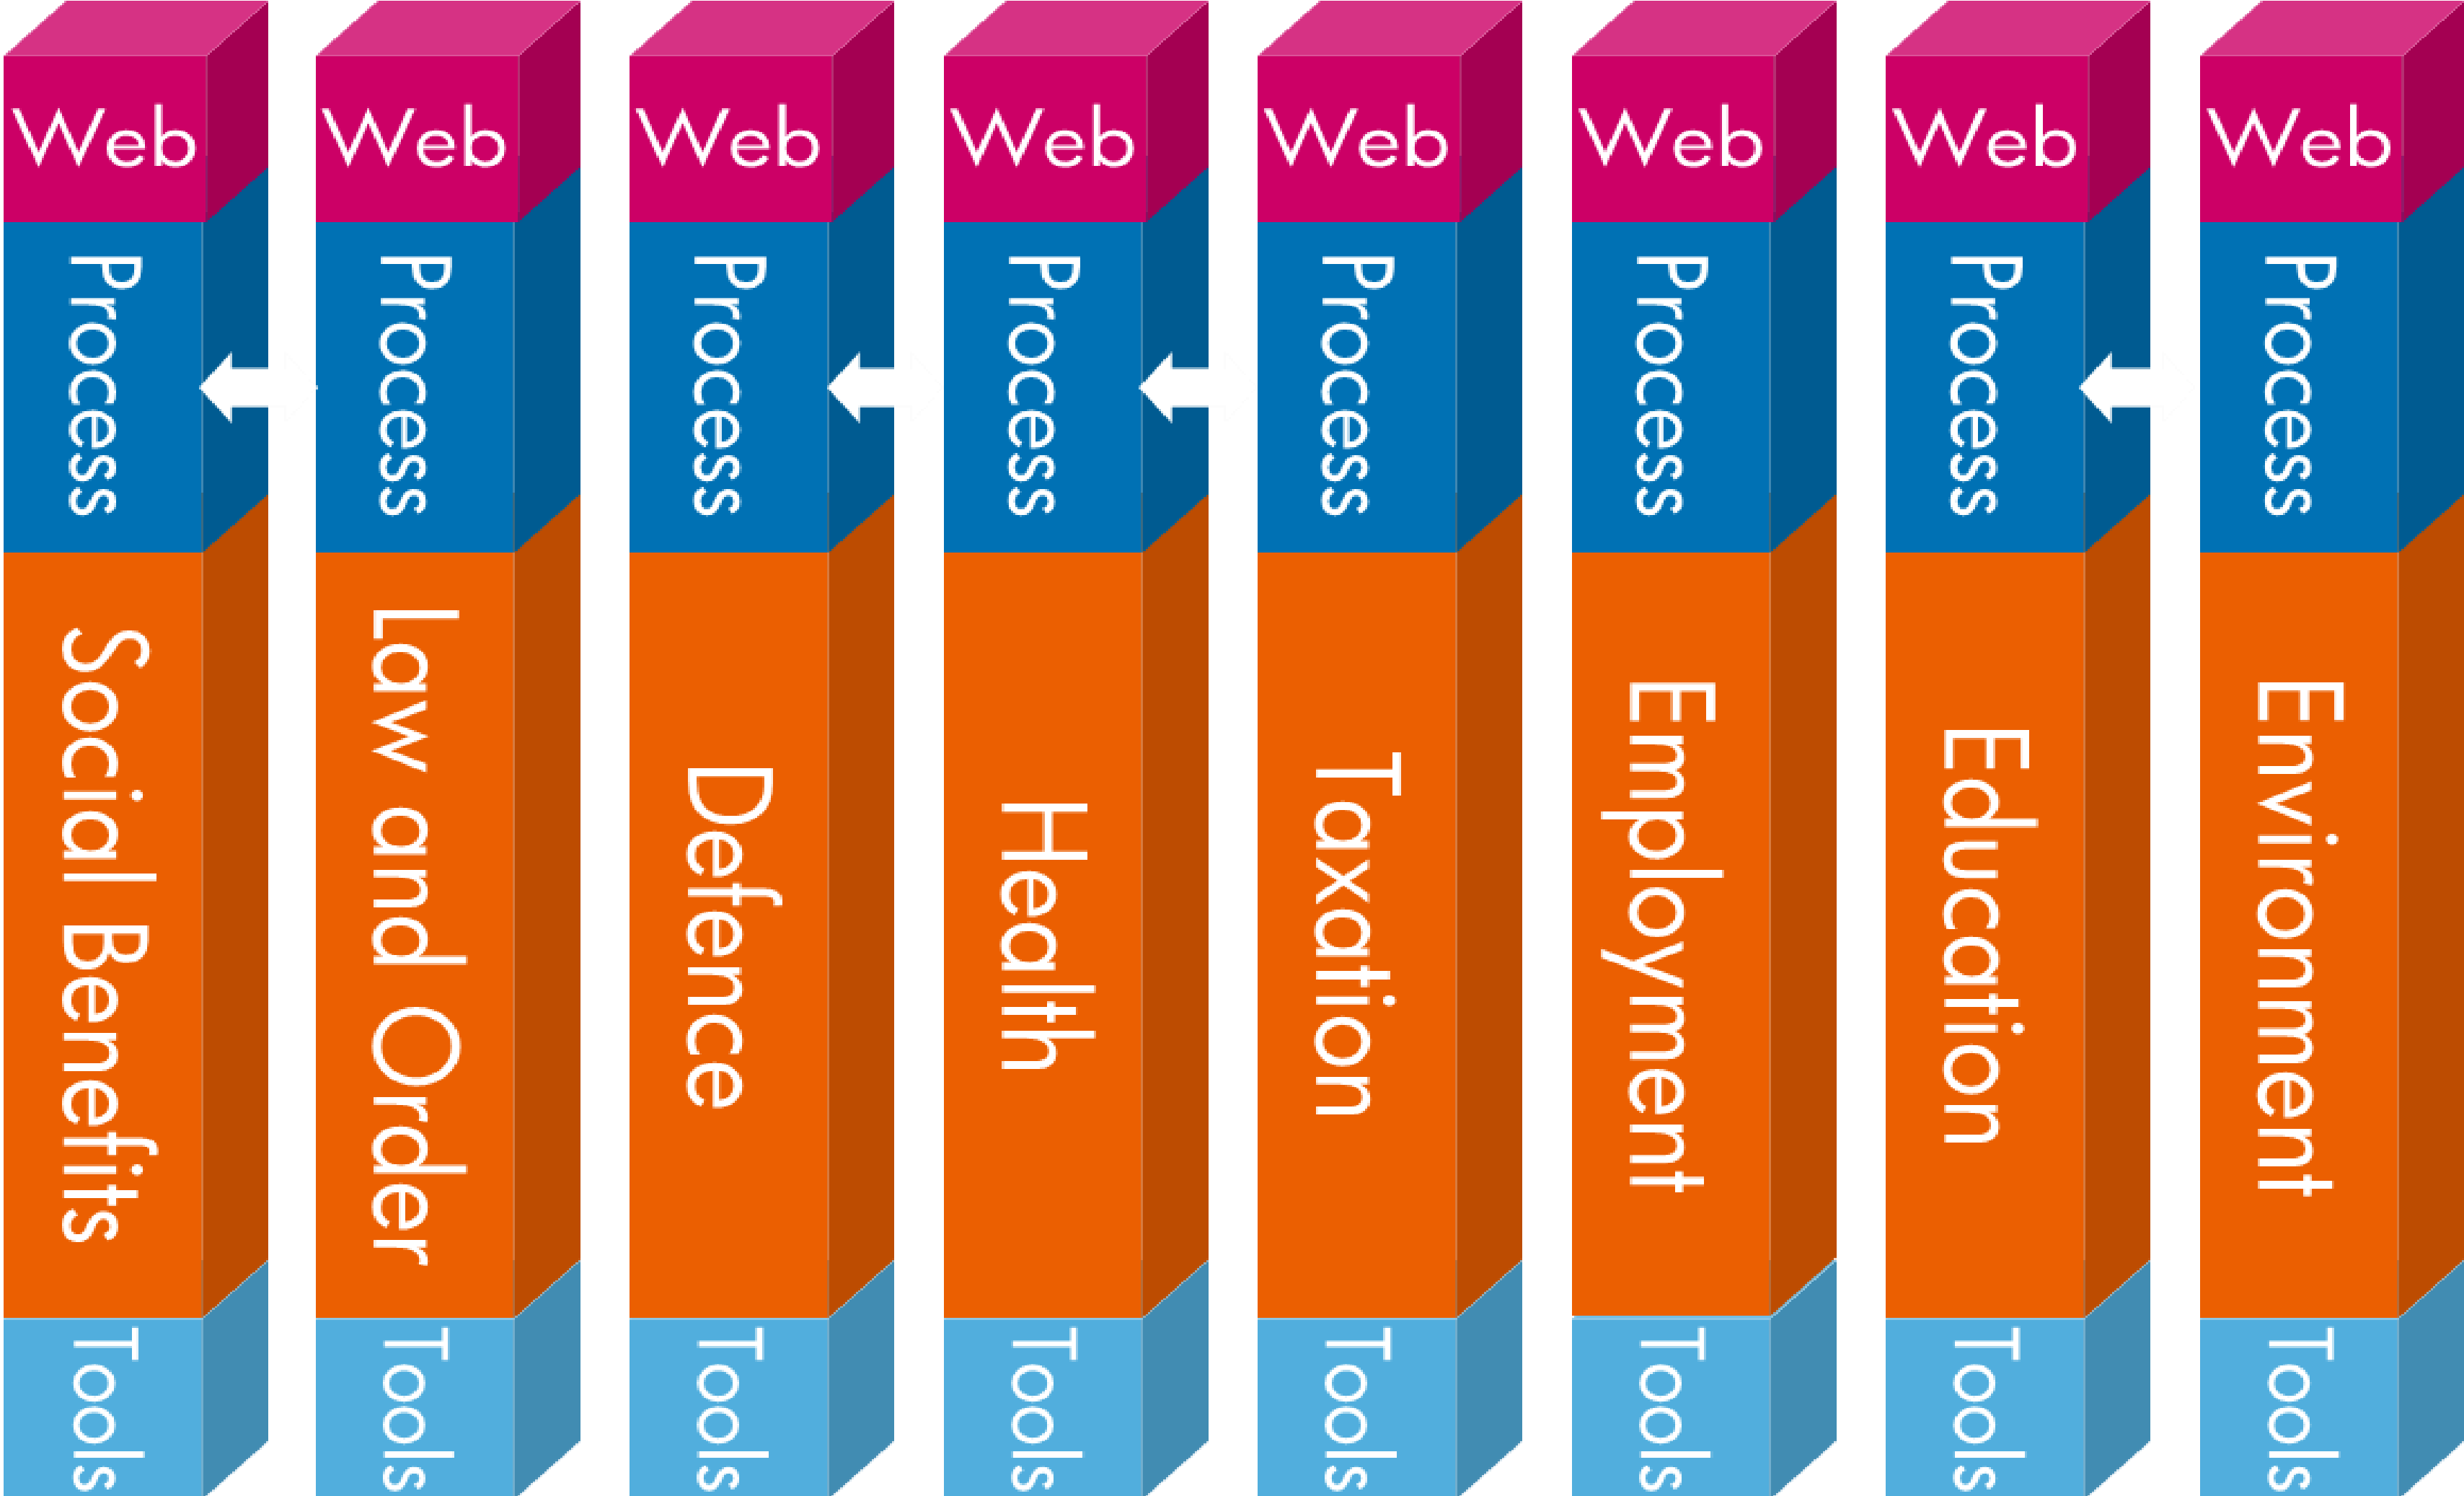 Web
Web
Web
Web
Web
Web
Web
Web
Process
Process
Process
Process
Process
Process
Process
Process
Social Benefits
Law and Order
Defence
Health
Taxation
Employment
Education
Environment
Tools
Tools
Tools
Tools
Tools
Tools
Tools
Tools